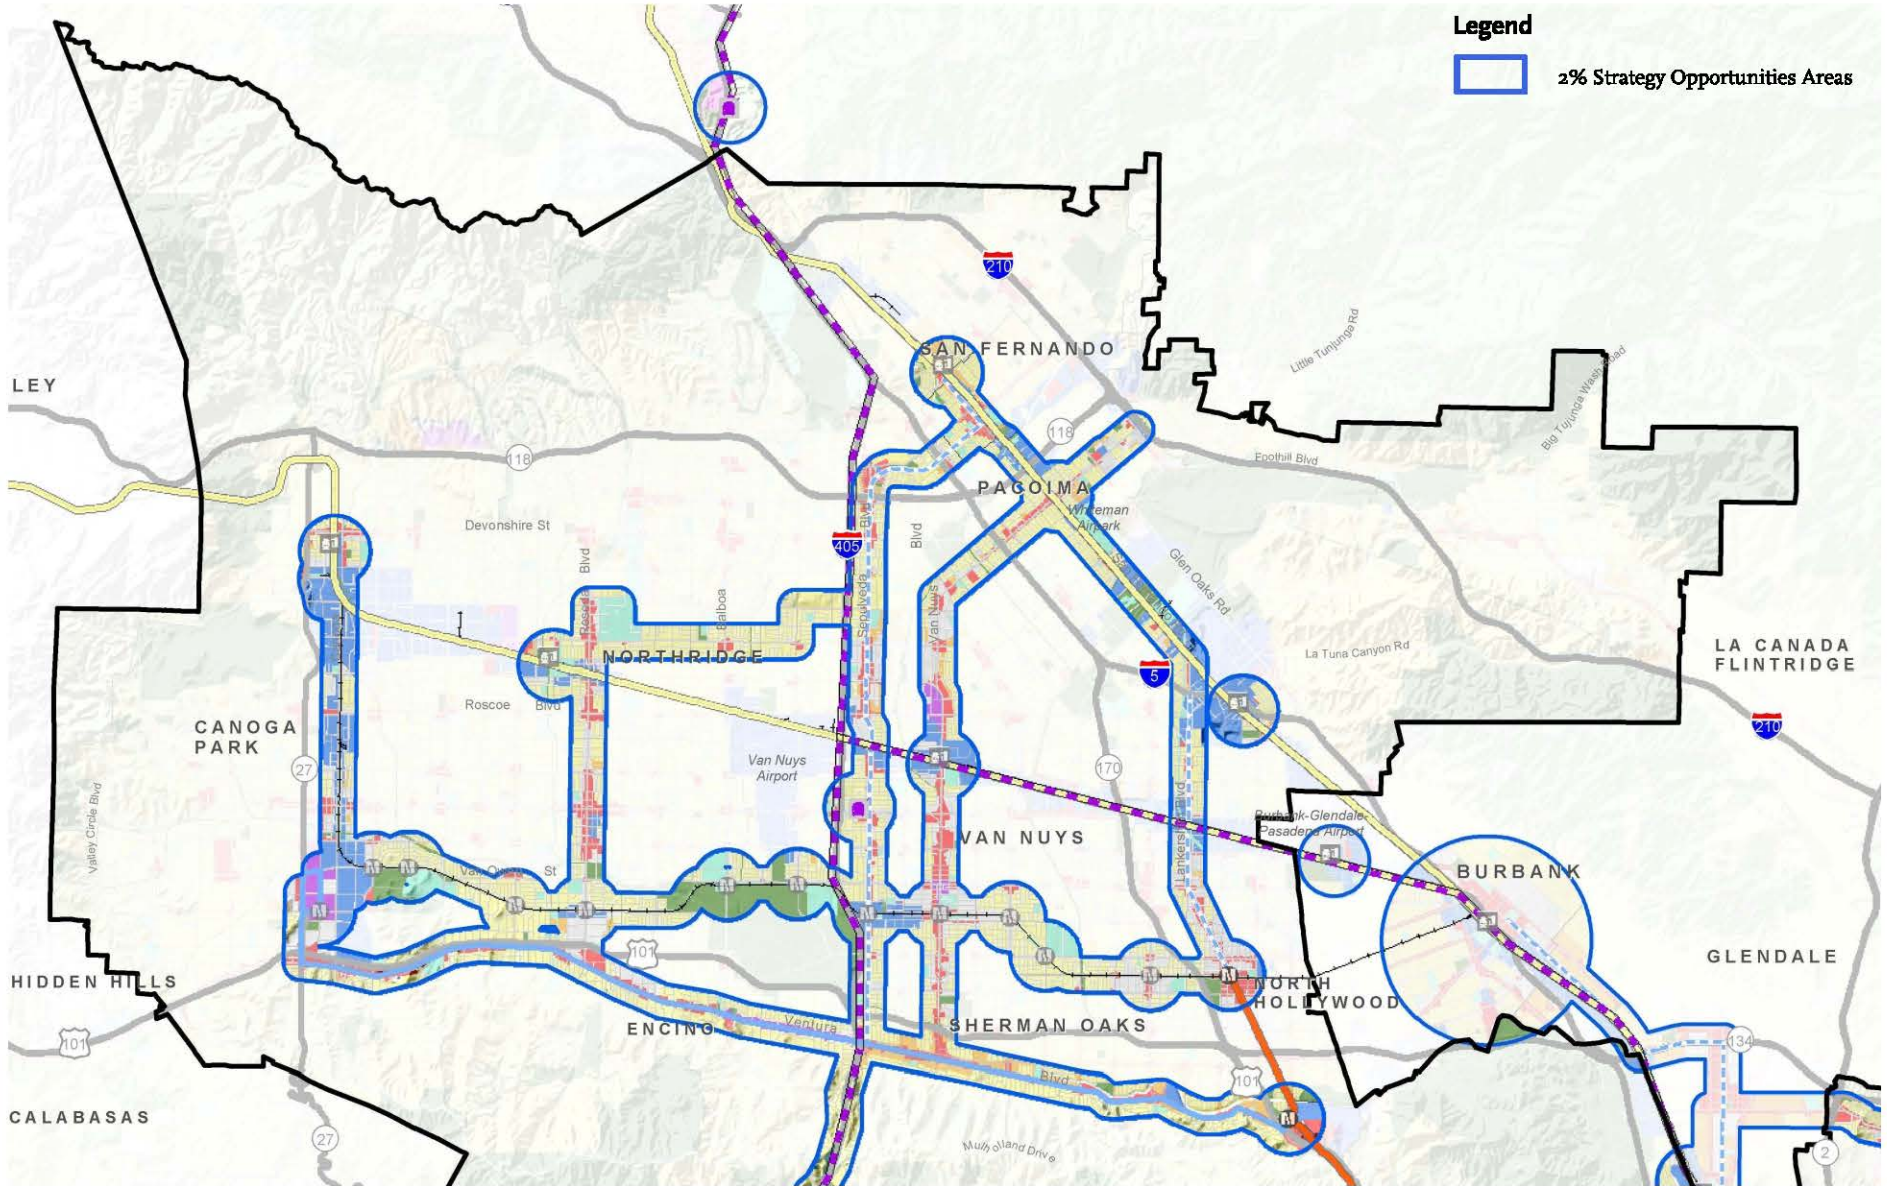 Legend
2% Strategy Opportunities Areas
210
SAN FERNANDO
Little Tunjunga Rd
Big Tujunga Wash Road
LEY
118
118
Foothill Blvd
PACOIMA
Whiteman
Airpark
Devonshire St
405
Blvd
Blvd
Blvd
Glen Oaks Rd
Reseda
Balboa
Sepulveda
Van Nuys
NORTHRIDGE
La Tuna Canyon Rd
LA CANADA
FLINTRIDGE
5
Roscoe Blvd
CANOGA
PARK
210
27
Van Nuys
Airport
170
Valley Circle Blvd
Lankershim Blvd
Burbank-Glendale-
Pasadena Airport
VAN NUYS
BURBANK
St
M
M
M
M
M
M
M
M
M
M
M
M
M
101
GLENDALE
HIDDEN HILLS
NORTH
HOLLYWOOD
ENCINO
Ventura
SHERMAN OAKS
101
134
Blvd
101
M
CALABASAS
27
Mulholland Drive
2